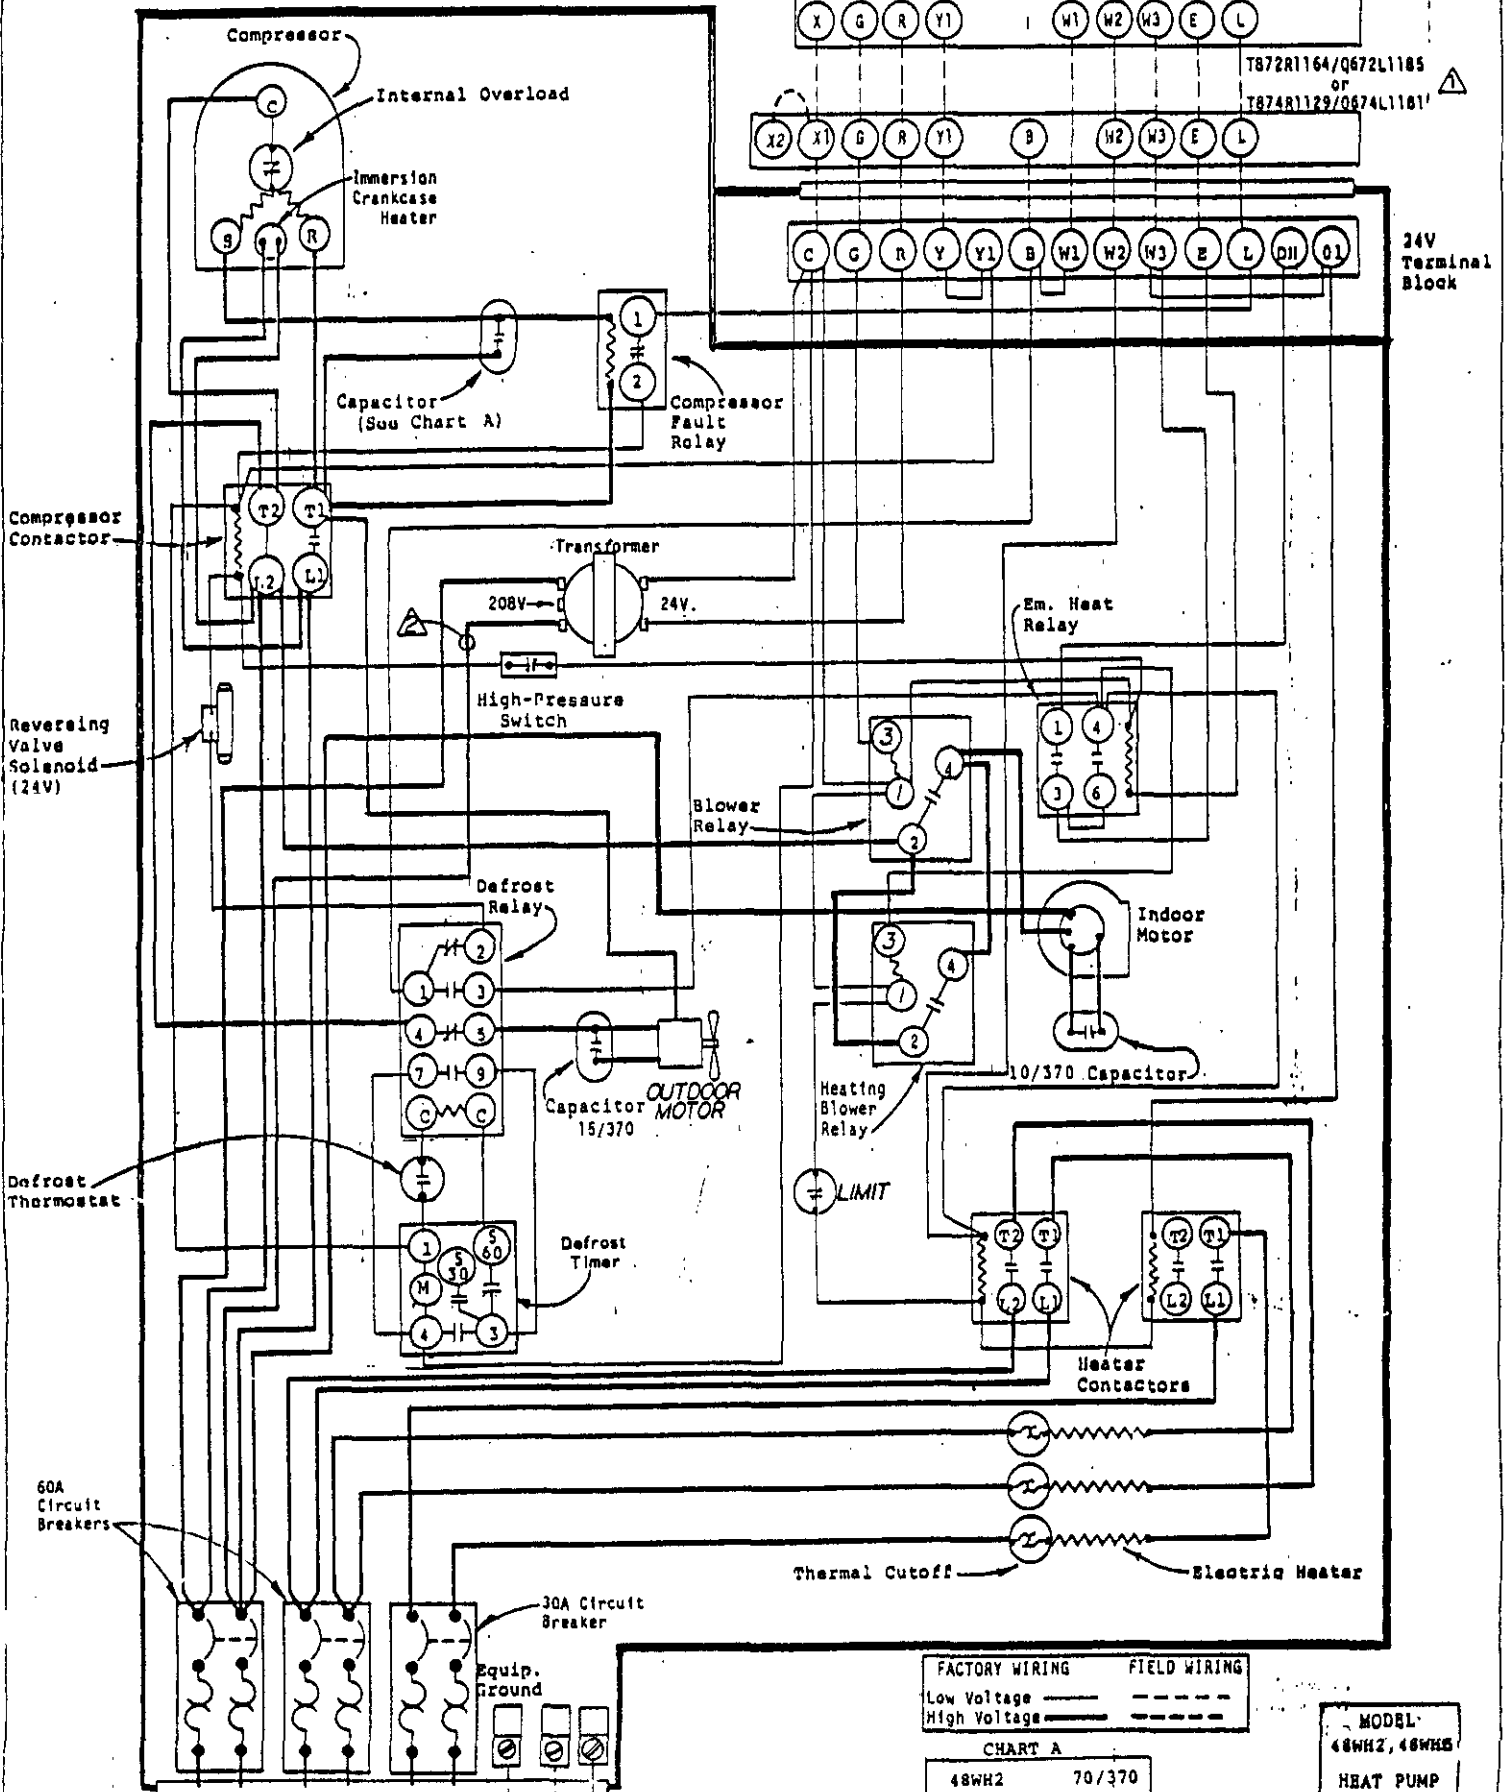 X G R Y1 W1 W2 W3 E L
T872R1164/Q672L1185
or
T874R1129/Q674L1181
1
X2 X1 G R Y1 B W2 W3 E L
C G R Y Y1 B W1 W2 W3 E L DH O1
24V
Terminal
Block
Compressor
C
Internal Overload
Immersion
Crankcase
Heater
S R
1
2
Capacitor
(See Chart A)
Compressor
Fault
Relay
Compressor
Contactor
T2 T1
L2 L1
Transformer
208V
24V.
2
High-Pressure
Switch
Em. Heat
Relay
1 4
3 6
Reversing
Valve
Solenoid
(24V)
Blower
Relay
3
4
1
2
Defrost
Relay
2
1 3
4 5
7 9
C C
Capacitor
15/370
OUTDOOR
MOTOR
3
4
1
2
Heating
Blower
Relay
Indoor
Motor
10/370 Capacitor
LIMIT
Defrost
Thermostat
1
S
60
S
30
M
4 3
Defrost
Timer
T2 T1
L2 L1
T2 T1
L2 L1
Heater
Contactors
60A
Circuit
Breakers
Thermal Cutoff
Electric Heater
30A Circuit
Breaker
Equip.
Ground
FACTORY WIRING FIELD WIRING
Low Voltage
High Voltage
CHART A
48WH2 70/370
MODEL
48WH2, 48WH5
HEAT PUMP